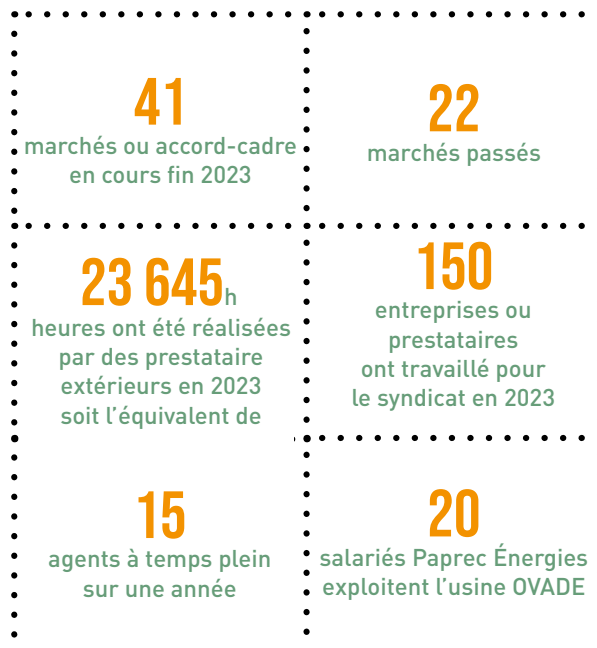 41
marchés ou accord-cadre
en cours fin 2023
22
marchés passés
23 645h
heures ont été réalisées
par des prestataire
extérieurs en 2023
soit l'équivalent de
15
agents à temps plein
sur une année
150
entreprises ou
prestataires
ont travaillé pour
le syndicat en 2023
20
salariés Paprec Énergies
exploitent l'usine OVADE